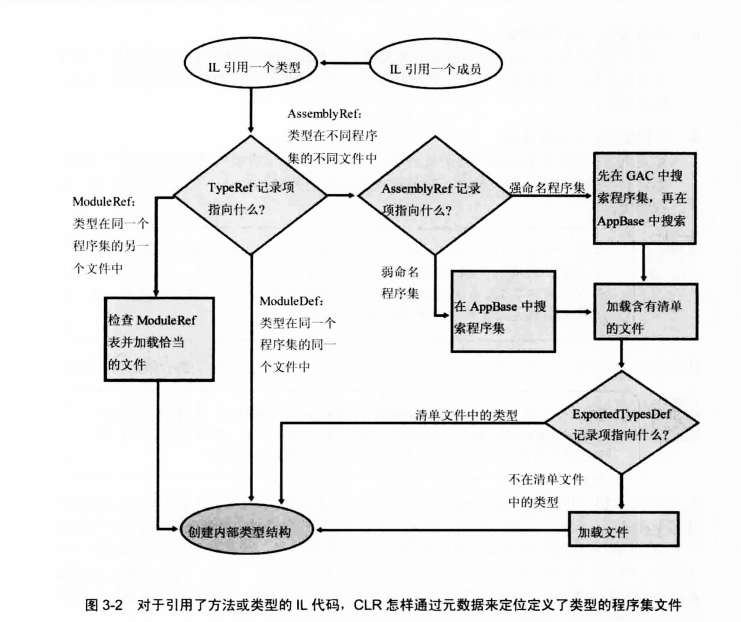 IL 引用一个类型
IL 引用一个成员
AssemblyRef:
类型在不同程序
集的不同文件中
TypeRef 记录项
指向什么?
AssemblyRef 记录
项指向什么?
强命名程序集
先在 GAC 中搜
索程序集，再在
AppBase 中搜索
ModuleRef:
类型在同一个
程序集的另一
个文件中
弱命名
程序集
ModuleDef:
类型在同一个
程序集的同一
个文件中
检查 ModuleRef
表并加载恰当
的文件
在 AppBase 中搜
索程序集
加载含有清单
的文件
清单文件中的类型
ExportedTypesDef
记录项指向什么?
不在清单文件
中的类型
创建内部类型结构
加载文件
图 3-2 对于引用了方法或类型的 IL 代码，CLR 怎样通过元数据来定位定义了类型的程序集文件